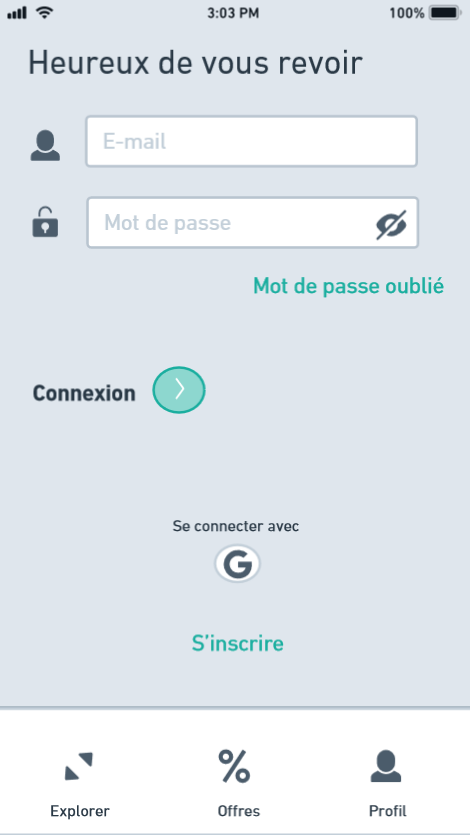 3:03 PM 100%
Heureux de vous revoir
E-mail
Mot de passe
Mot de passe oublié
Connexion
Se connecter avec
G
S'inscrire
Explorer Offres Profil